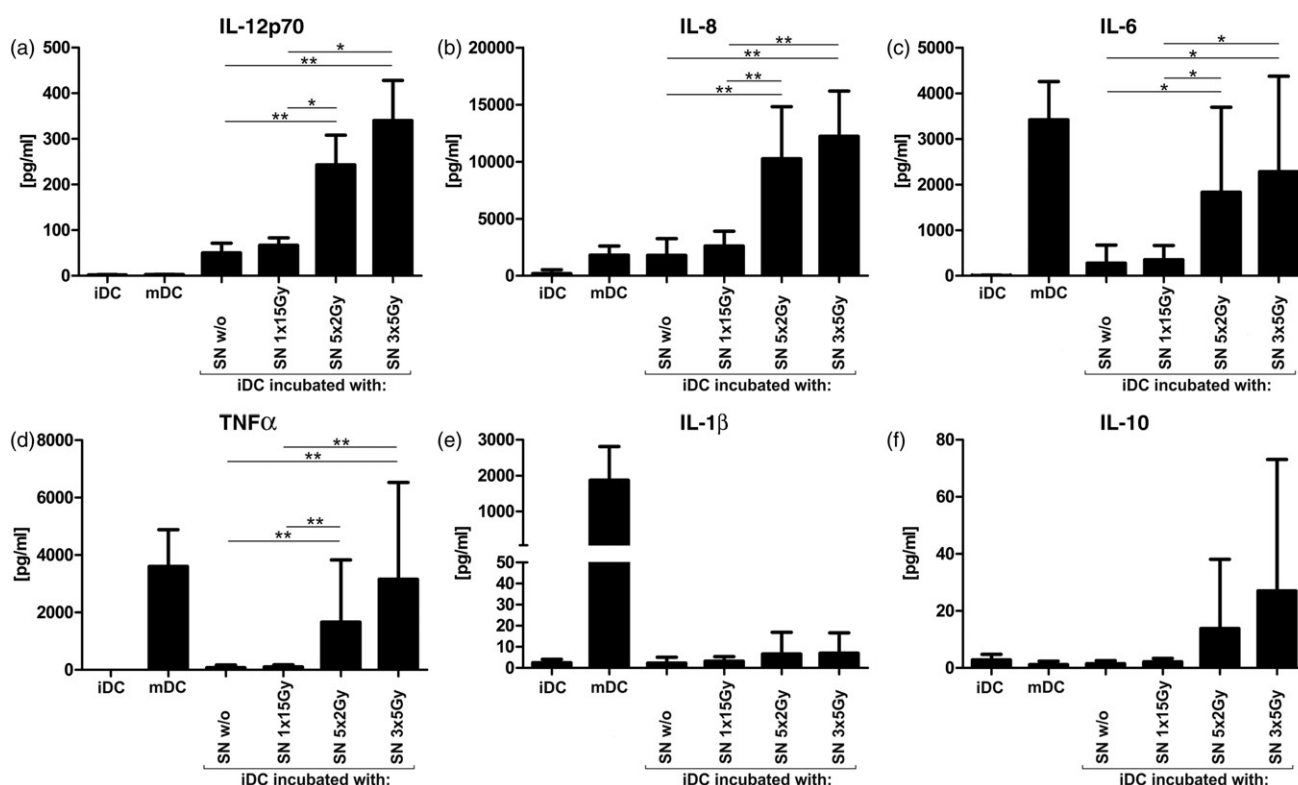 (a)
IL-12p70
[pg/ml]
500
400
300
200
100
0
**
*
**
*
iDC
mDC
SN w/o
SN 1x15Gy
SN 5x2Gy
SN 3x5Gy
iDC incubated with:
(b)
IL-8
[pg/ml]
20000
15000
10000
5000
0
**
**
**
**
iDC
mDC
SN w/o
SN 1x15Gy
SN 5x2Gy
SN 3x5Gy
iDC incubated with:
(c)
IL-6
[pg/ml]
5000
4000
3000
2000
1000
0
*
*
*
*
iDC
mDC
SN w/o
SN 1x15Gy
SN 5x2Gy
SN 3x5Gy
iDC incubated with:
(d)
TNFα
[pg/ml]
8000
6000
4000
2000
0
**
**
**
**
iDC
mDC
SN w/o
SN 1x15Gy
SN 5x2Gy
SN 3x5Gy
iDC incubated with:
(e)
IL-1β
[pg/ml]
3000
2000
1000
50
40
30
20
10
0
iDC
mDC
SN w/o
SN 1x15Gy
SN 5x2Gy
SN 3x5Gy
iDC incubated with:
(f)
IL-10
[pg/ml]
80
60
40
20
0
iDC
mDC
SN w/o
SN 1x15Gy
SN 5x2Gy
SN 3x5Gy
iDC incubated with: